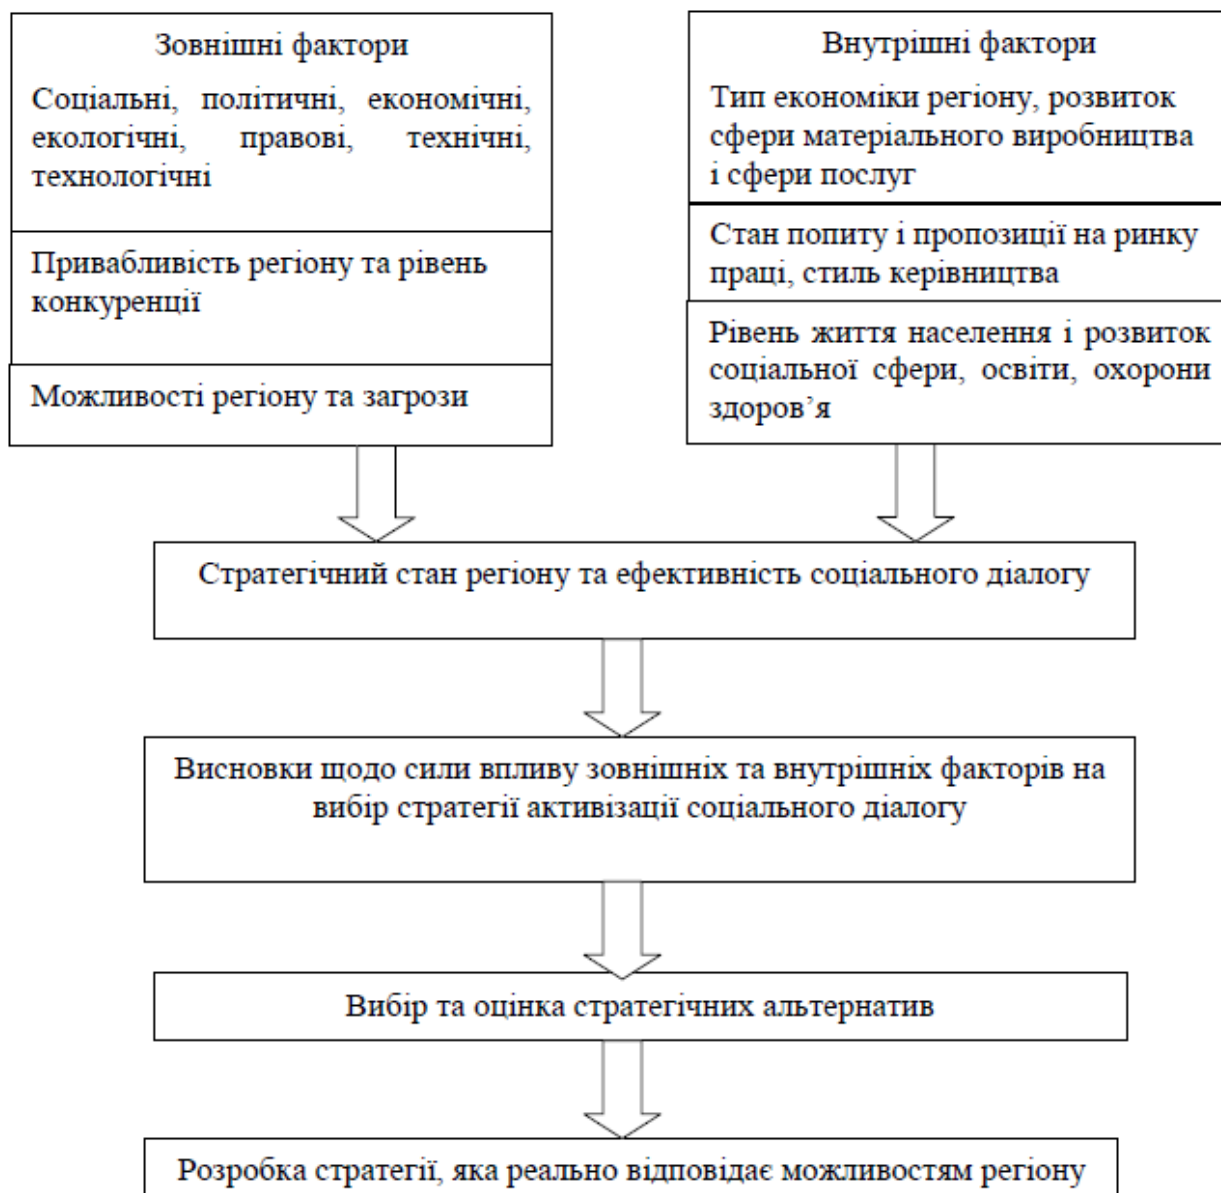 Зовнішні фактори
Соціальні, політичні, економічні,
екологічні, правові, технічні,
технологічні
Привабливість регіону та рівень
конкуренції
Можливості регіону та загрози
Внутрішні фактори
Тип економіки регіону, розвиток
сфери матеріального виробництва
і сфери послуг
Стан попиту і пропозиції на ринку
праці, стиль керівництва
Рівень життя населення і розвиток
соціальної сфери, освіти, охорони
здоров’я
Стратегічний стан регіону та ефективність соціального діалогу
Висновки щодо сили впливу зовнішніх та внутрішніх факторів на
вибір стратегії активізації соціального діалогу
Вибір та оцінка стратегічних альтернатив
Розробка стратегії, яка реально відповідає можливостям регіону